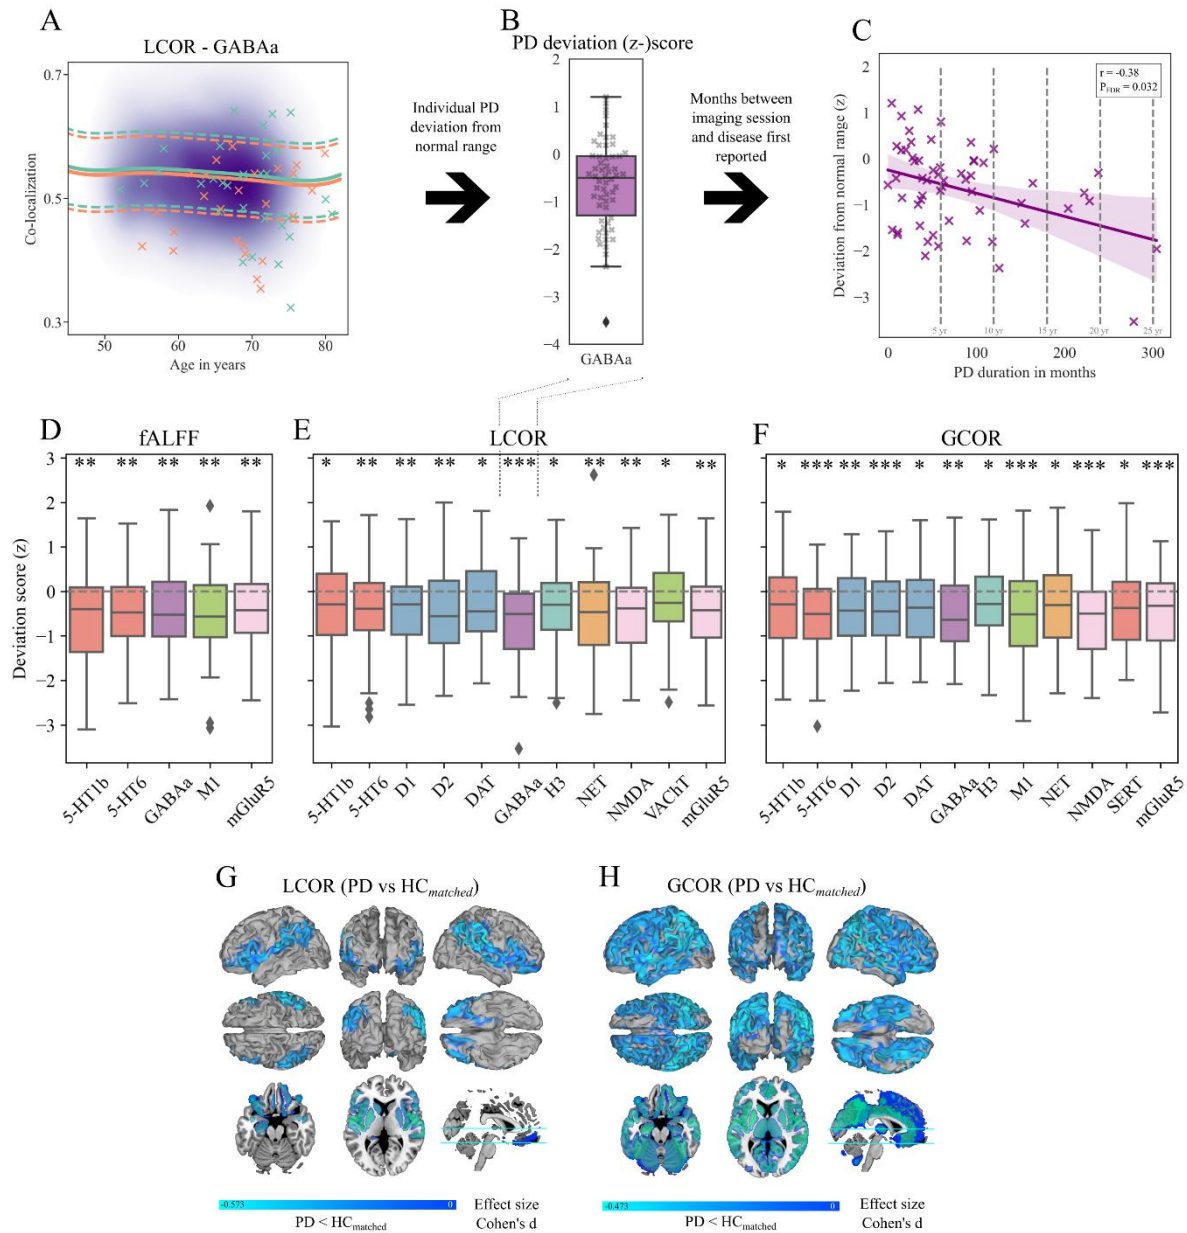 A
LCOR - GABAa
0.7
0.5
0.3
Co-localization
50
60
70
80
Age in years
Individual PD
deviation from
normal range
B
PD deviation (z-)score
2
1
0
−1
−2
−3
−4
GABAa
Months between
imaging session
and disease first
reported
C
r = -0.38
PFDR = 0.032
2
1
0
−1
−2
−3
Deviation from normal range (z)
5 yr
10 yr
15 yr
20 yr
25 yr
0
100
200
300
PD duration in months
D
fALFF
** ** ** ** **
3
2
1
0
−1
−2
−3
Deviation score (z)
5-HT1b
5-HT6
GABAa
M1
mGluR5
E
LCOR
* ** ** ** * *** * ** ** * **
5-HT1b
5-HT6
D1
D2
DAT
GABAa
H3
NET
NMDA
VAChT
mGluR5
F
GCOR
* *** ** *** * ** * *** * *** * ***
5-HT1b
5-HT6
D1
D2
DAT
GABAa
H3
M1
NET
NMDA
SERT
mGluR5
G
LCOR (PD vs HCmatched)
-0.573
0
PD < HCmatched
Effect size
Cohen's d
H
GCOR (PD vs HCmatched)
-0.473
0
PD < HCmatched
Effect size
Cohen's d